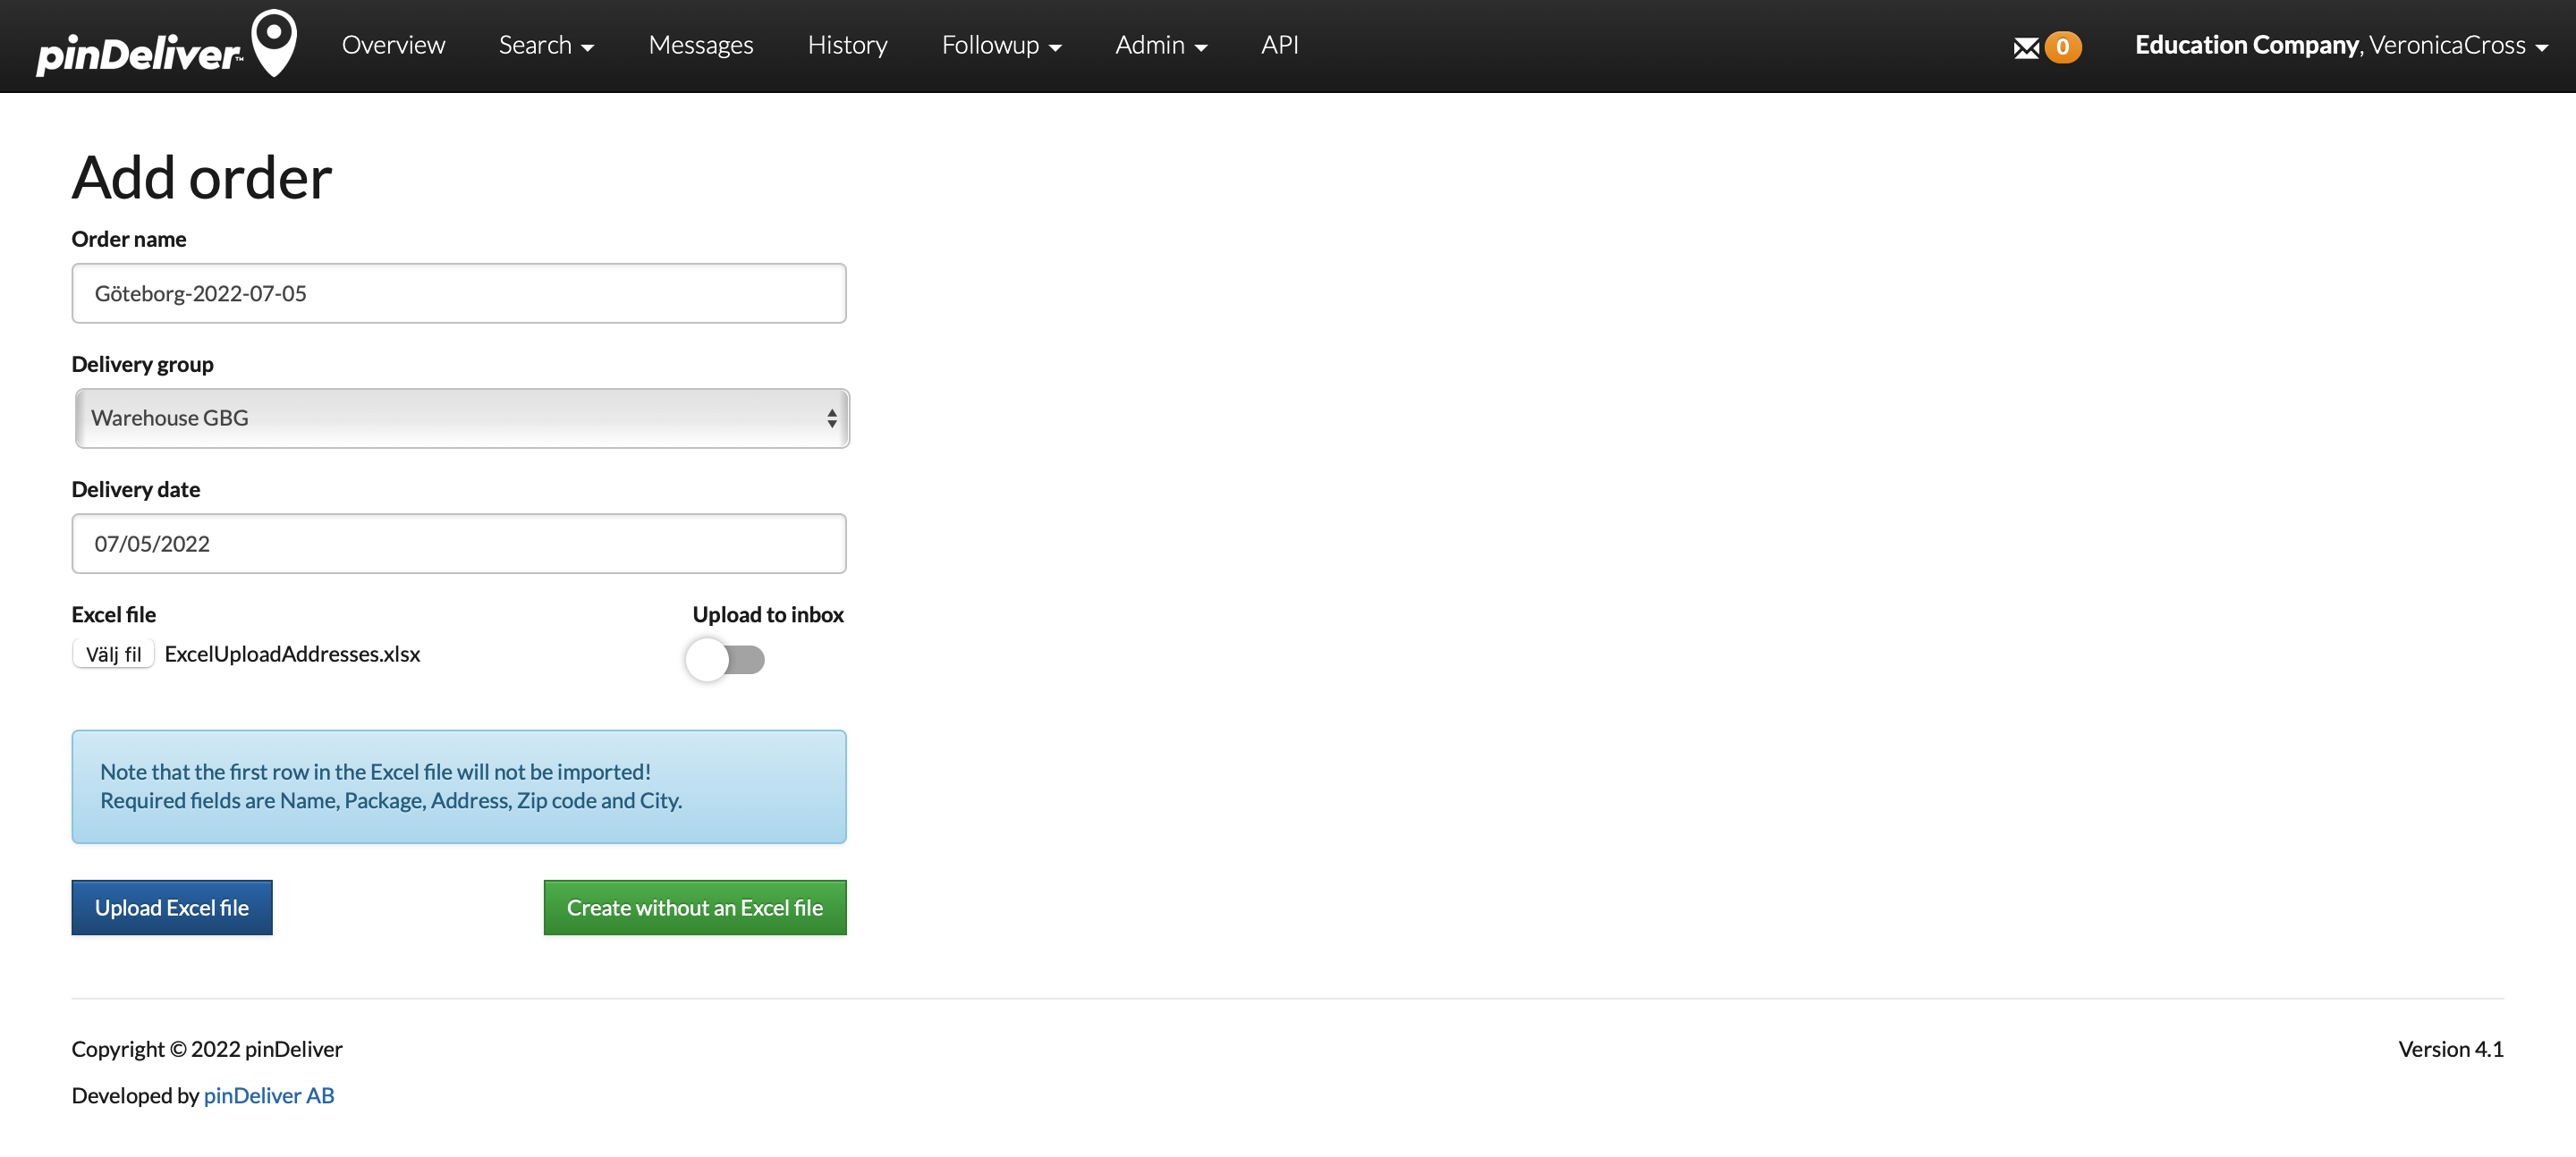 pinDeliver™ Overview Search Messages History Followup Admin API 0 Education Company, VeronicaCross
Add order
Order name
Göteborg-2022-07-05
Delivery group
Warehouse GBG
Delivery date
07/05/2022
Excel file Upload to inbox
Välj fil ExcelUploadAddresses.xlsx
Note that the first row in the Excel file will not be imported!
Required fields are Name, Package, Address, Zip code and City.
Upload Excel file Create without an Excel file
Copyright © 2022 pinDeliver Version 4.1
Developed by pinDeliver AB